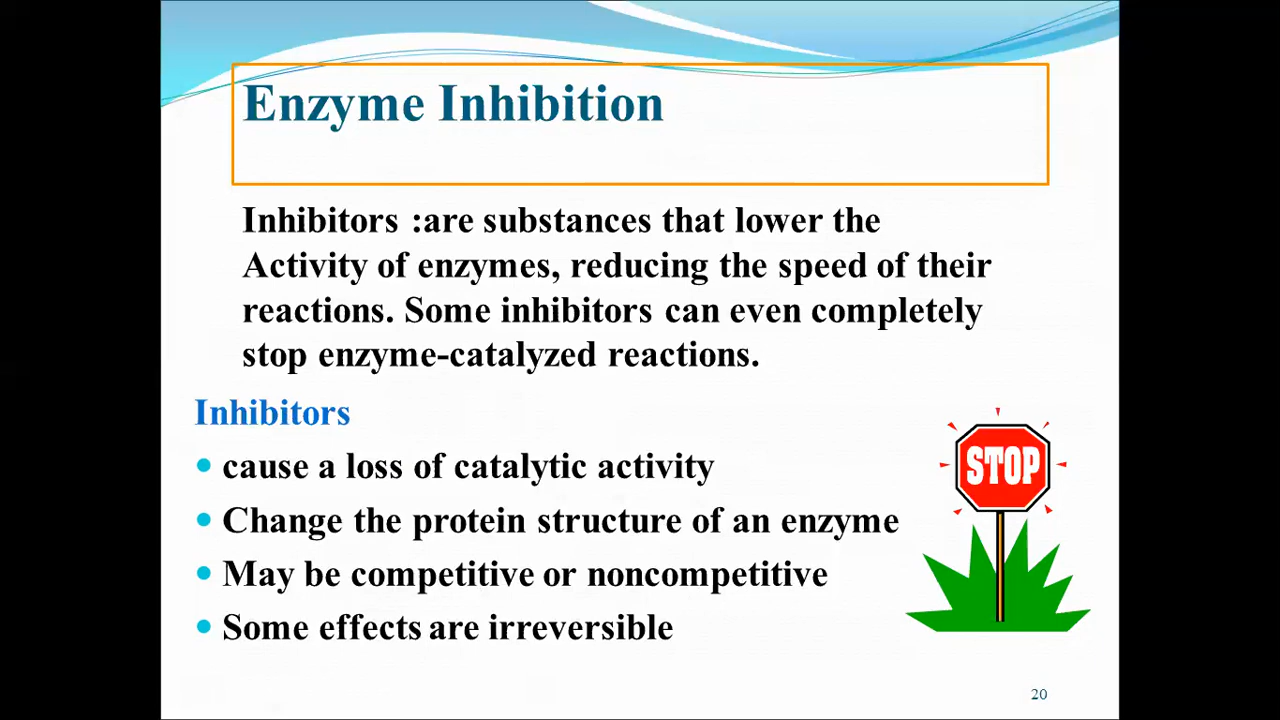 Enzyme Inhibition
Inhibitors :are substances that lower the
Activity of enzymes, reducing the speed of their
reactions. Some inhibitors can even completely
stop enzyme-catalyzed reactions.
Inhibitors
• cause a loss of catalytic activity
• Change the protein structure of an enzyme
• May be competitive or noncompetitive
• Some effects are irreversible
STOP
20